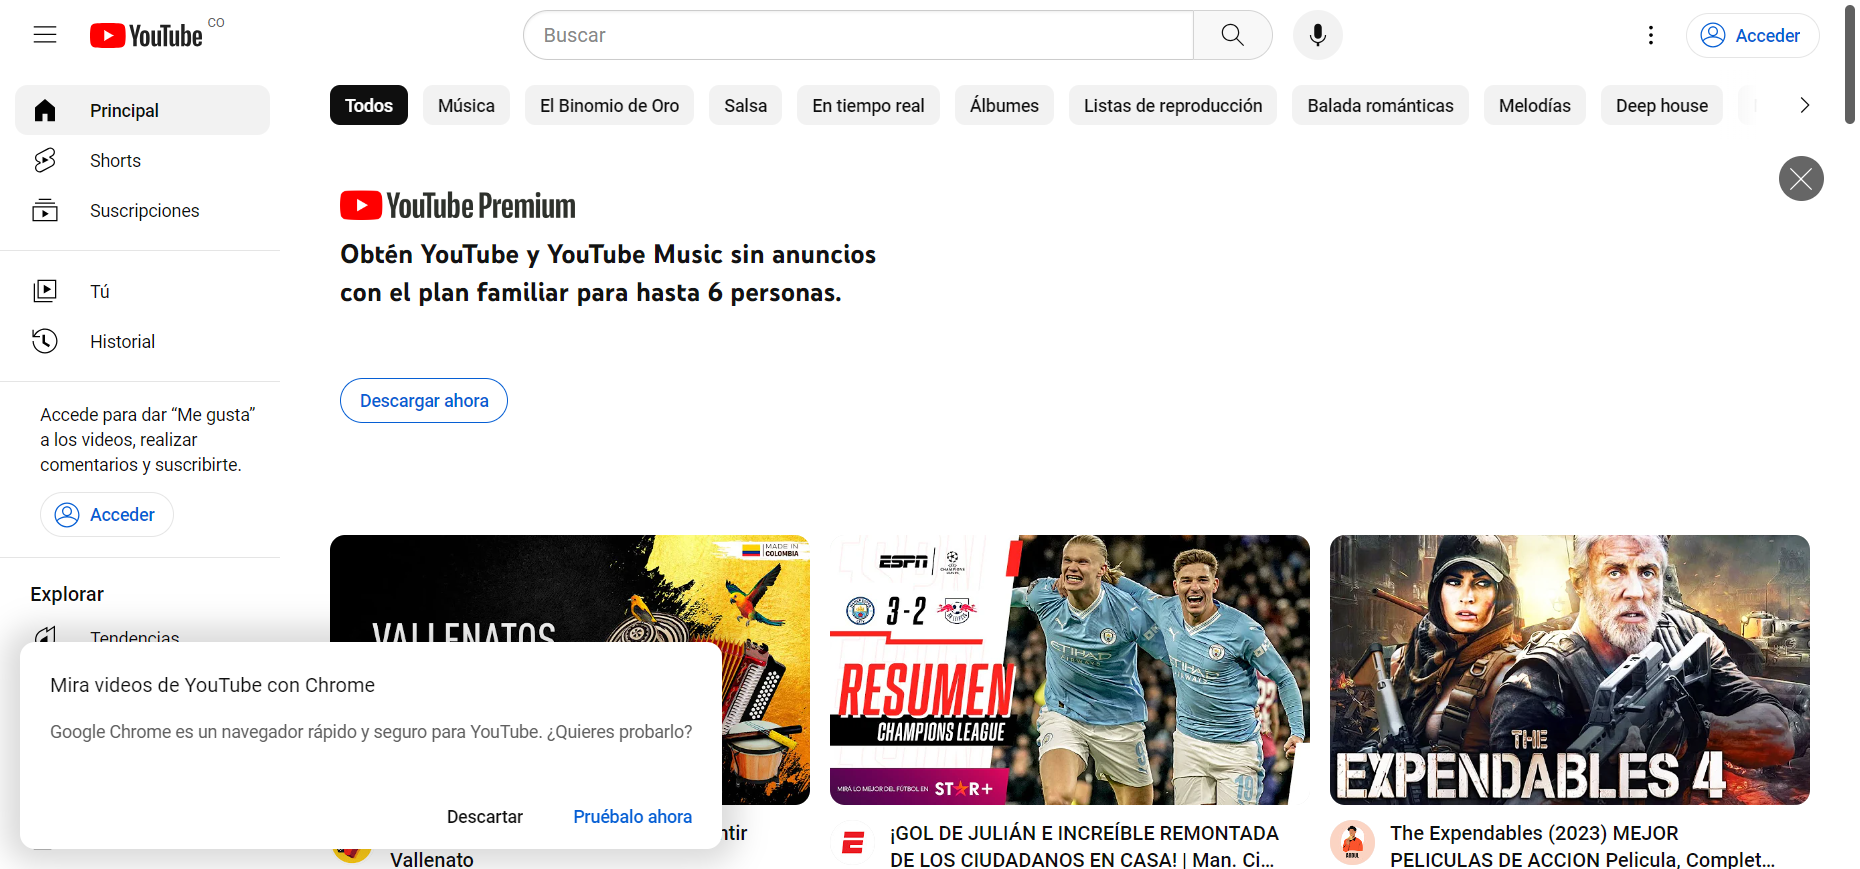 YouTube CO
Buscar
Acceder
Principal
Shorts
Suscripciones
Tú
Historial
Accede para dar “Me gusta”
a los videos, realizar
comentarios y suscribirte.
Acceder
Explorar
Tendencias
Todos
Música
El Binomio de Oro
Salsa
En tiempo real
Álbumes
Listas de reproducción
Balada románticas
Melodías
Deep house
YouTube Premium
Obtén YouTube y YouTube Music sin anuncios
con el plan familiar para hasta 6 personas.
Descargar ahora
MADE IN
COLOMBIA
VALLENATOS
Vallenato
ESPN
3-2
RESUMEN
CHAMPIONS LEAGUE
MIRA LO MEJOR DEL FÚTBOL EN STAR+
ETIHAD
ETIHAD
AIRWAYS
19
¡GOL DE JULIÁN E INCREÍBLE REMONTADA
DE LOS CIUDADANOS EN CASA! | Man. Ci...
THE
EXPENDABLES 4
ABDUL
The Expendables (2023) MEJOR
PELICULAS DE ACCION Pelicula, Complet...
Mira videos de YouTube con Chrome
Google Chrome es un navegador rápido y seguro para YouTube. ¿Quieres probarlo?
Descartar
Pruébalo ahora